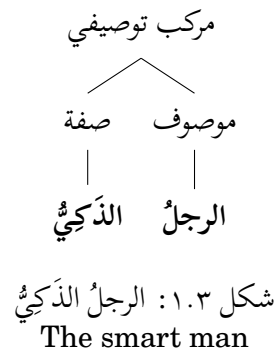 مركب توصيفي
موصوف صفة
الرجلُ الذَكِيُّ
شكل ١.٣: الرجلُ الذَكِيُّ
The smart man